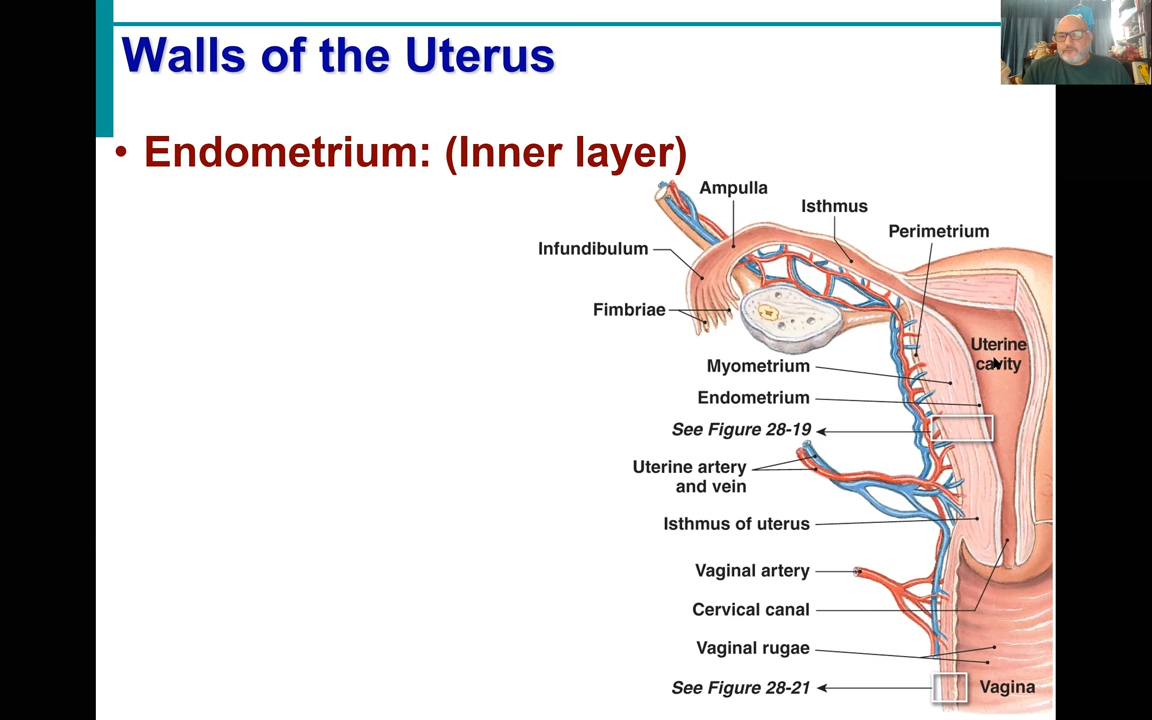 Walls of the Uterus
• Endometrium: (Inner layer)
Ampulla
Isthmus
Perimetrium
Infundibulum
Fimbriae
Uterine
cavity
Myometrium
Endometrium
See Figure 28-19
Uterine artery
and vein
Isthmus of uterus
Vaginal artery
Cervical canal
Vaginal rugae
See Figure 28-21
Vagina